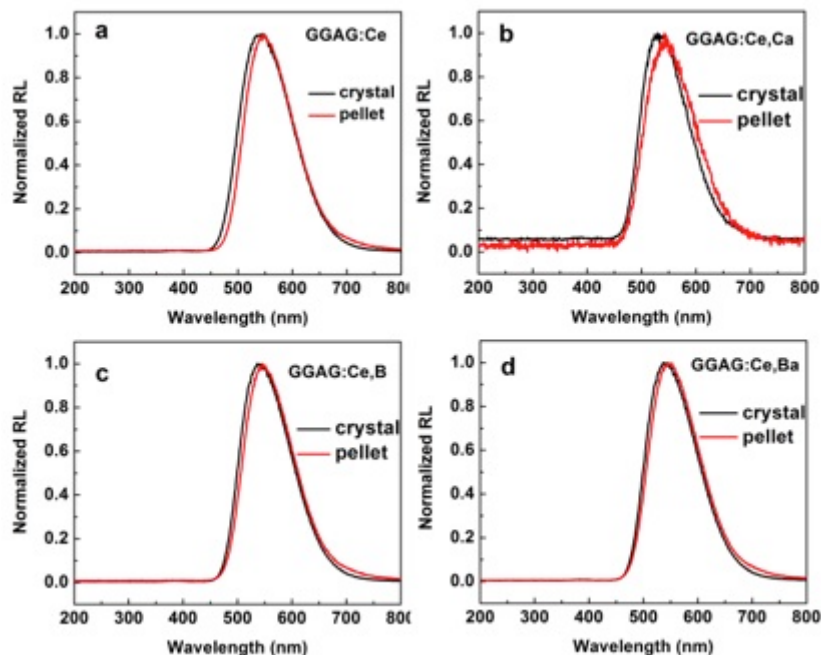 a
GGAG:Ce
crystal
pellet
Normalized RL
1.0
0.8
0.6
0.4
0.2
0.0
200 300 400 500 600 700 80
Wavelength (nm)
b
GGAG:Ce,Ca
crystal
pellet
Normalized RL
1.0
0.8
0.6
0.4
0.2
0.0
200 300 400 500 600 700 800
Wavelength (nm)
c
GGAG:Ce,B
crystal
pellet
Normalized RL
1.0
0.8
0.6
0.4
0.2
0.0
200 300 400 500 600 700 800
Wavelength (nm)
d
GGAG:Ce,Ba
crystal
pellet
Normalized RL
1.0
0.8
0.6
0.4
0.2
0.0
200 300 400 500 600 700 800
Wavelength (nm)